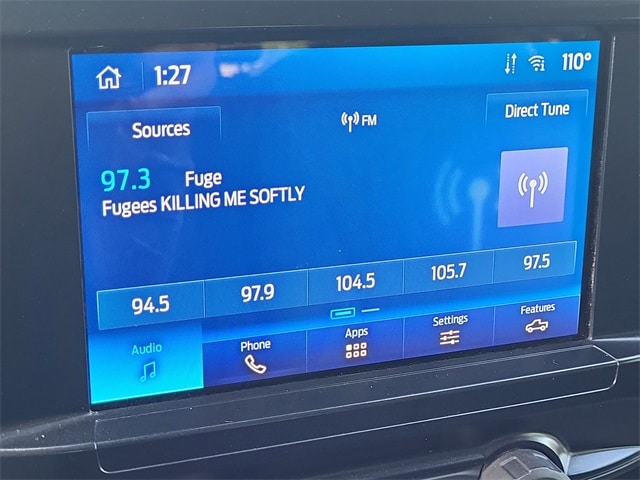 1:27
110°
Sources
FM
Direct Tune
97.3 Fuge
Fugees KILLING ME SOFTLY
94.5
97.9
104.5
105.7
97.5
Audio
Phone
Apps
Settings
Features